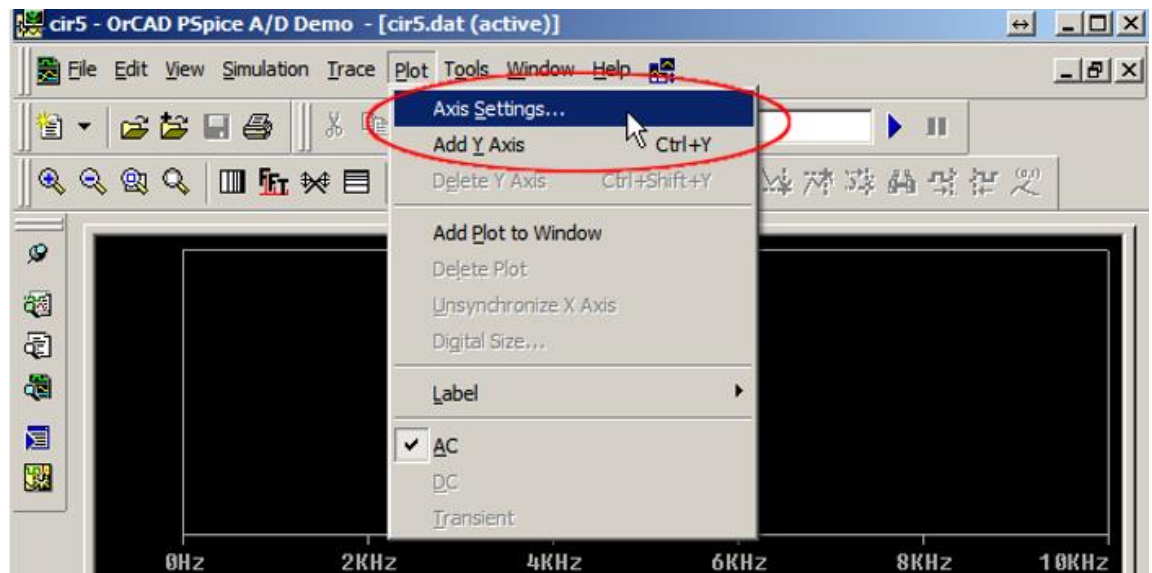 cir5 - OrCAD PSpice A/D Demo - [cir5.dat (active)]
File Edit View Simulation Trace Plot Tools Window Help
Axis Settings...
Add Y Axis Ctrl+Y
Delete Y Axis Ctrl+Shift+Y
FFT
Add Plot to Window
Delete Plot
Unsynchronize X Axis
Digital Size...
Label
AC
DC
Transient
0Hz 2KHz 4KHz 6KHz 8KHz 10KHz